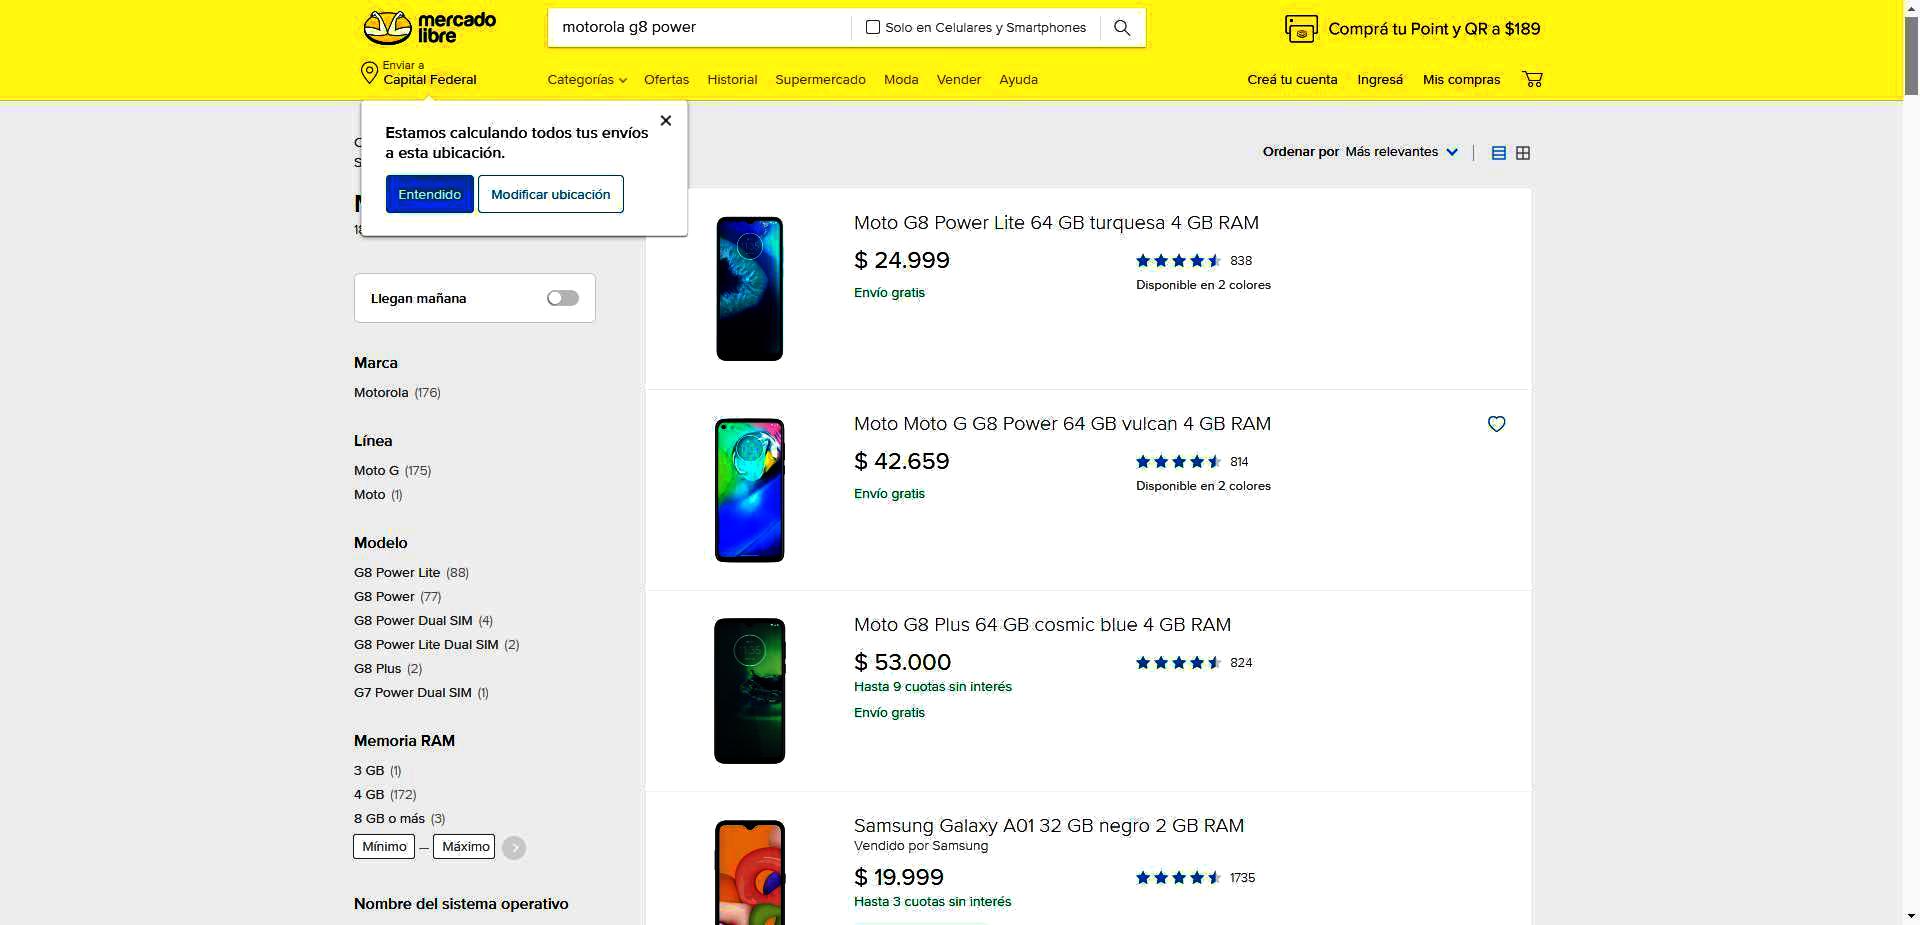 mercado
libre
motorola g8 power
Solo en Celulares y Smartphones
Comprá tu Point y QR a $189
Enviar a
Capital Federal
Categorías
Ofertas
Historial
Supermercado
Moda
Vender
Ayuda
Creá tu cuenta
Ingresá
Mis compras
Estamos calculando todos tus envíos
a esta ubicación.
Entendido
Modificar ubicación
Ordenar por Más relevantes
Llegan mañana
Marca
Motorola (176)
Línea
Moto G (175)
Moto (1)
Modelo
G8 Power Lite (88)
G8 Power (77)
G8 Power Dual SIM (4)
G8 Power Lite Dual SIM (2)
G8 Plus (2)
G7 Power Dual SIM (1)
Memoria RAM
3 GB (1)
4 GB (172)
8 GB o más (3)
Mínimo — Máximo
Nombre del sistema operativo
Moto G8 Power Lite 64 GB turquesa 4 GB RAM
$ 24.999
838
Envío gratis
Disponible en 2 colores
Moto Moto G G8 Power 64 GB vulcan 4 GB RAM
$ 42.659
814
Envío gratis
Disponible en 2 colores
Moto G8 Plus 64 GB cosmic blue 4 GB RAM
$ 53.000
824
Hasta 9 cuotas sin interés
Envío gratis
Samsung Galaxy A01 32 GB negro 2 GB RAM
Vendido por Samsung
$ 19.999
1735
Hasta 3 cuotas sin interés